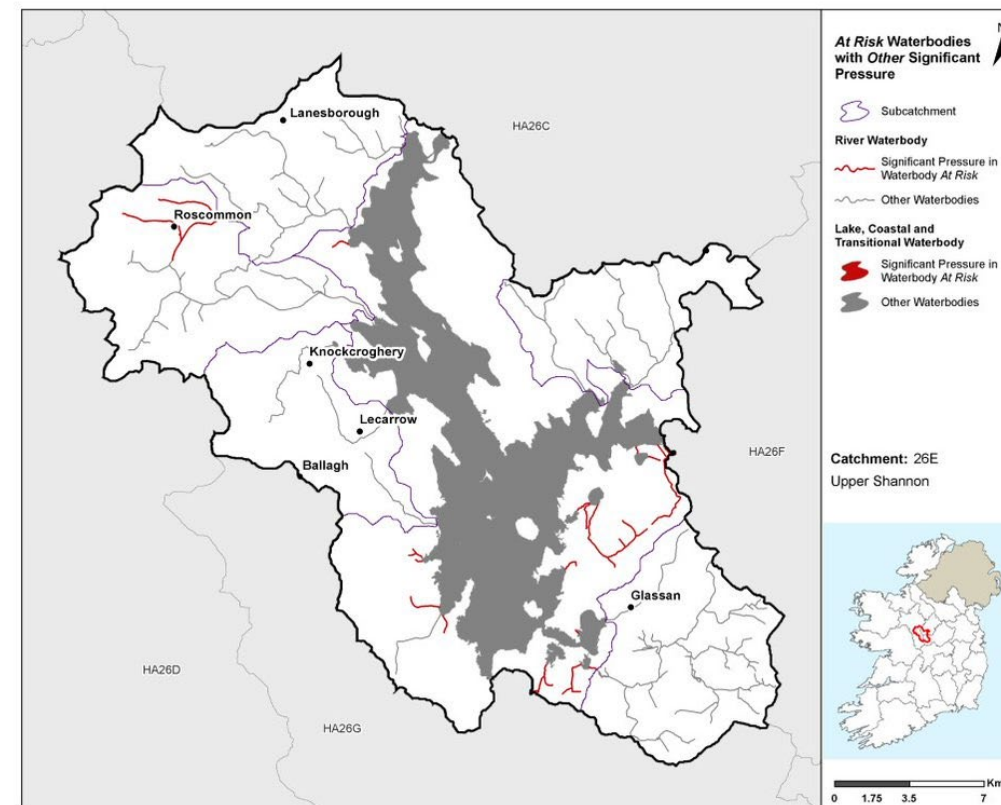 At Risk Waterbodies
with Other Significant
Pressure
Subcatchment
River Waterbody
Significant Pressure in
Waterbody At Risk
Other Waterbodies
Lake, Coastal and
Transitional Waterbody
Significant Pressure in
Waterbody At Risk
Other Waterbodies
Catchment: 26E
Upper Shannon
Km
0 1.75 3.5 7
Lanesborough
HA26C
Roscommon
Knockcroghery
Lecarrow
HA26F
Ballagh
Glassan
HA26D
HA26G